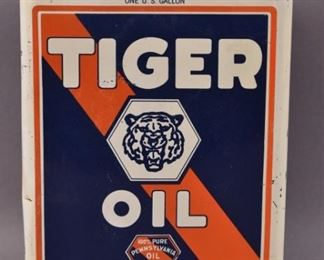 ONE U. S. GALLON
TIGER
OIL
100% PURE
PENNSYLVANIA
OIL